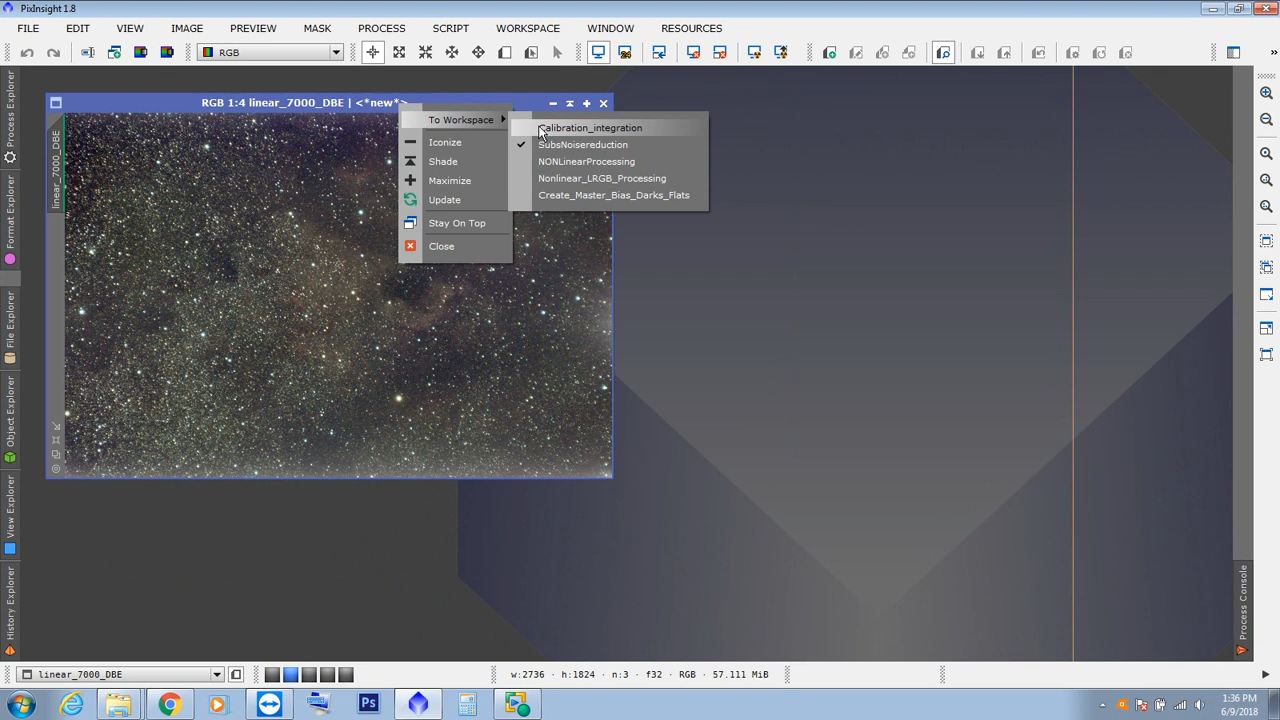 PixInsight 1.8
FILE EDIT VIEW IMAGE PREVIEW MASK PROCESS SCRIPT WORKSPACE WINDOW RESOURCES
RGB
Process Explorer
Format Explorer
File Explorer
Object Explorer
View Explorer
History Explorer
RGB 1:4 linear_7000_DBE | <*new*>
linear_7000_DBE
To Workspace
Iconize
Shade
Maximize
Update
Stay On Top
Close
Calibration_integration
SubsNoisereduction
NONLinearProcessing
Nonlinear_LRGB_Processing
Create_Master_Bias_Darks_Flats
Process Console
linear_7000_DBE
w:2736 · h:1824 · n:3 · f32 · RGB · 57.111 MiB
Ps
1:36 PM
6/9/2018